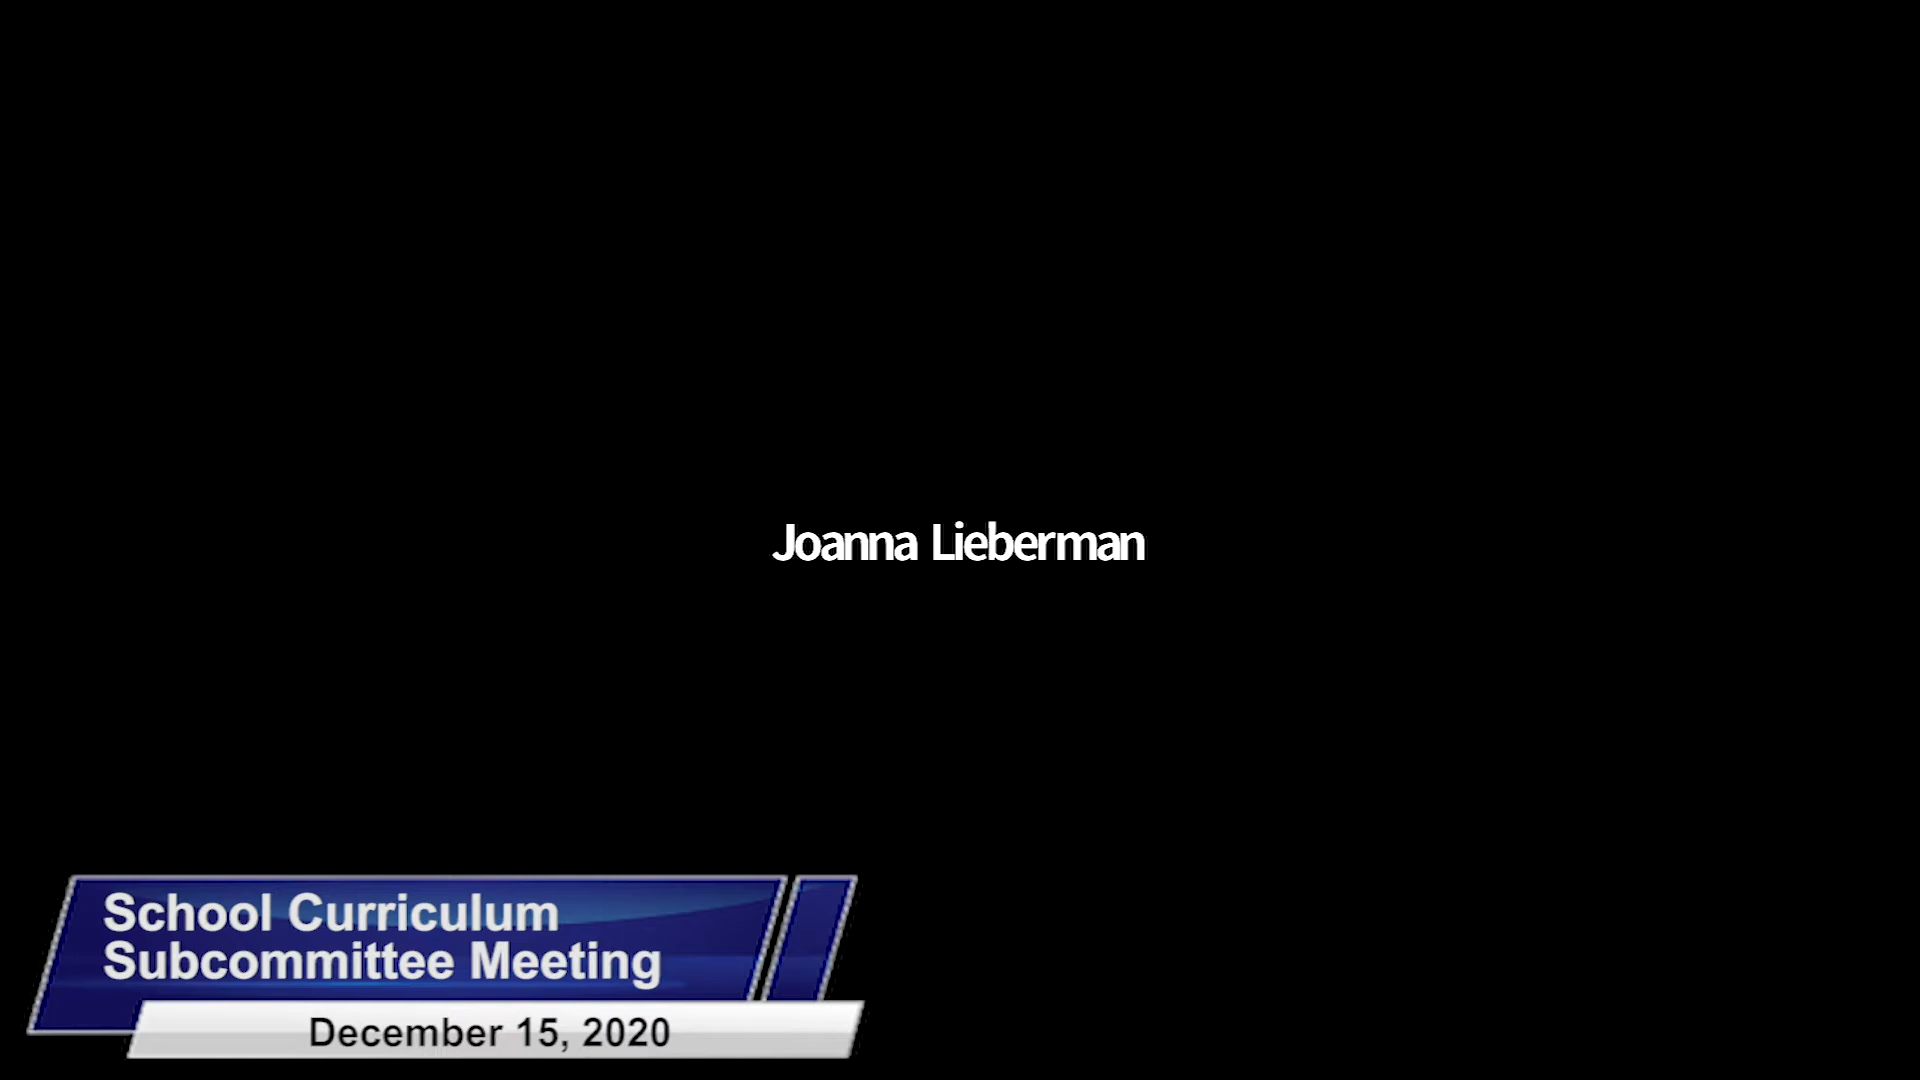 Joanna Lieberman
School Curriculum
Subcommittee Meeting
December 15, 2020